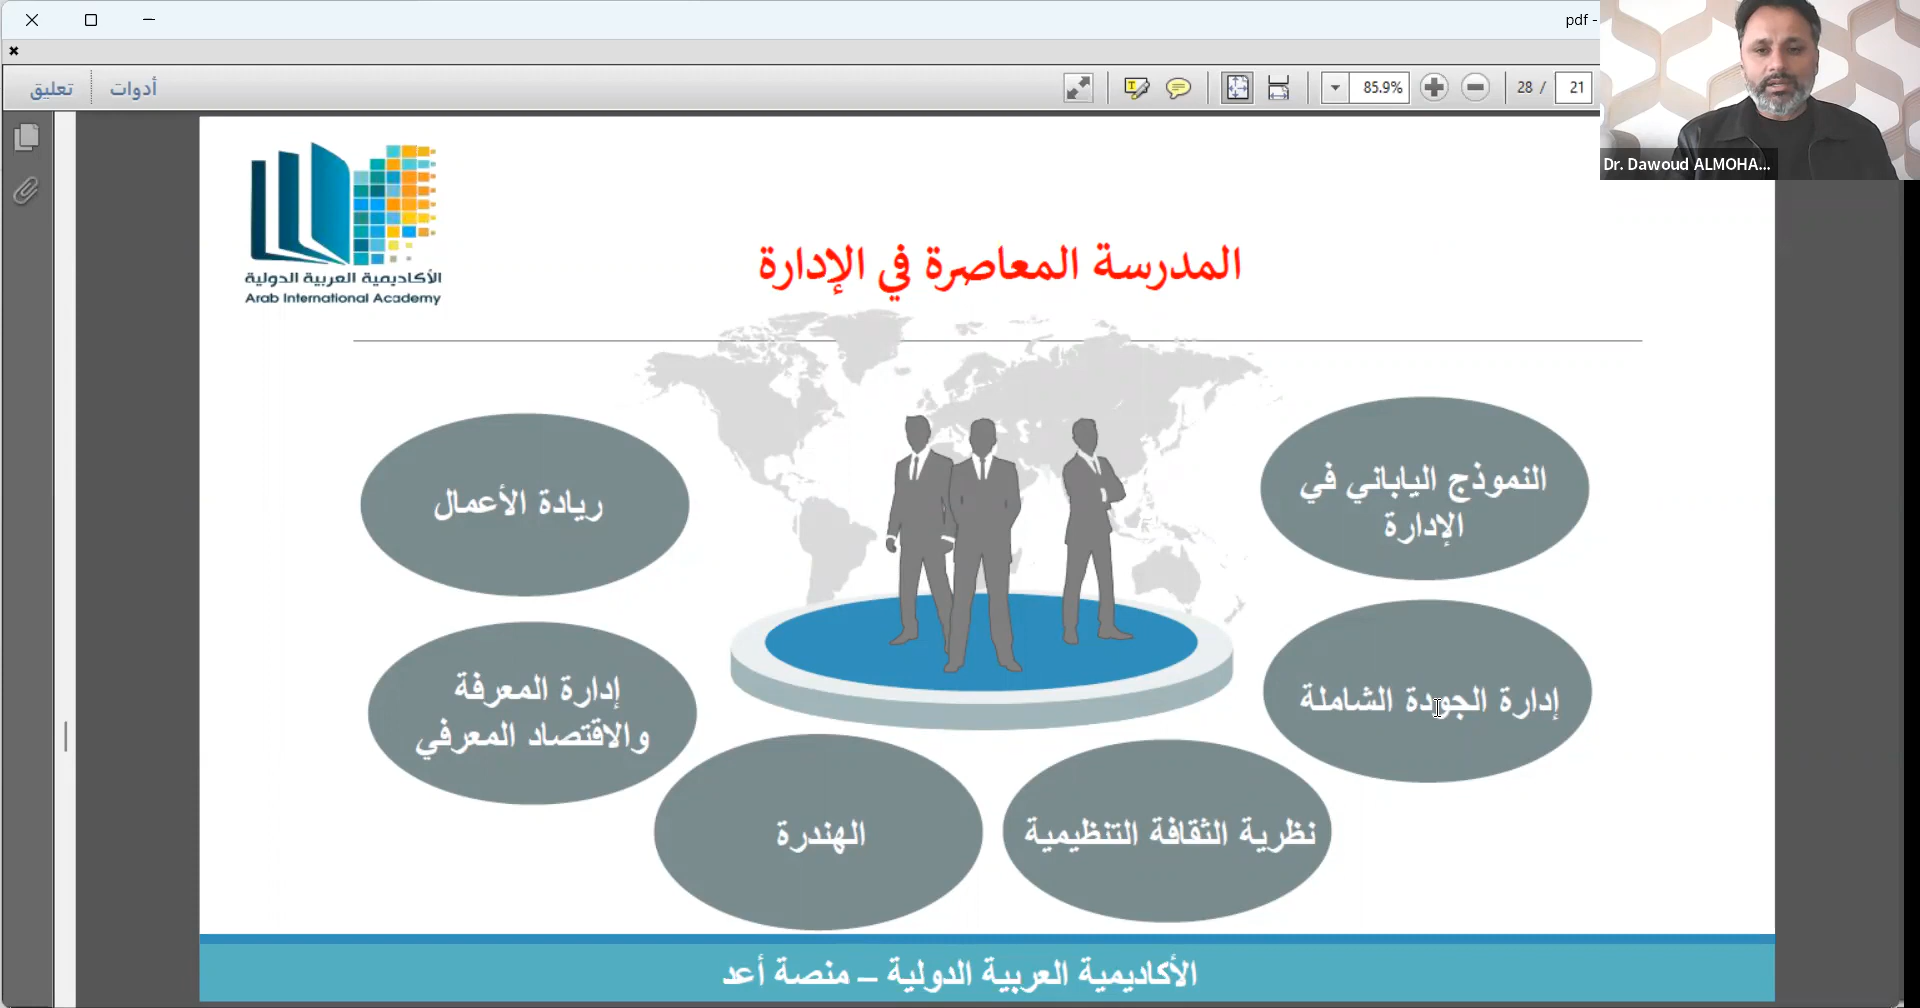 pdf -
تعليق
أدوات
85.9%
28 /
21
Dr. Dawoud ALMOHA...
الأكاديمية العربية الدولية
Arab International Academy
المدرسة المعاصرة في الإدارة
النموذج الياباني في
الإدارة
إدارة الجودة الشاملة
نظرية الثقافة التنظيمية
الهندرة
إدارة المعرفة
والاقتصاد المعرفي
ريادة الأعمال
الأكاديمية العربية الدولية – منصة أعد